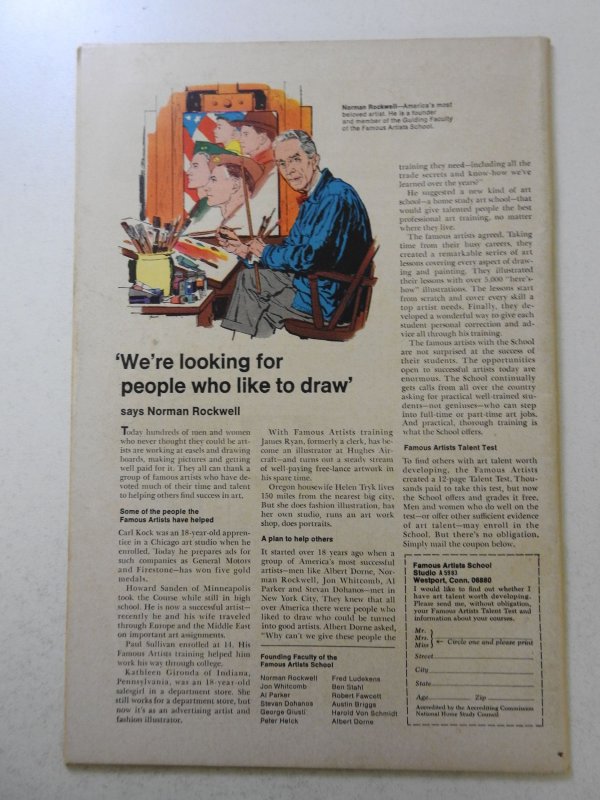 Norman Rockwell—America's most
beloved artist. He is a founder
and member of the Guiding Faculty
of the Famous Artists School.
'We're looking for
people who like to draw'
says Norman Rockwell
Today hundreds of men and women
who never thought they could be art-
ists are working at easels and drawing
boards, making pictures and getting
well paid for it. They all can thank a
group of famous artists who have de-
voted much of their time and talent
to helping others find success in art.
Some of the people the
Famous Artists have helped
Carl Kock was an 18-year-old appren-
tice in a Chicago art studio when he
enrolled. Today he prepares ads for
such companies as General Motors
and Firestone—has won five gold
medals.
Howard Sanden of Minneapolis
took the Course while still in high
school. He is now a successful artist—
recently he and his wife traveled
through Europe and the Middle East
on important art assignments.
Paul Sullivan enrolled at 14. His
Famous Artists training helped him
work his way through college.
Kathleen Gironda of Indiana,
Pennsylvania, was an 18-year-old
salesgirl in a department store. She
still works for a department store, but
now it's as an advertising artist and
fashion illustrator.
With Famous Artists training
James Ryan, formerly a clerk, has be-
come an illustrator at Hughes Air-
craft—and turns out a steady stream
of well-paying free-lance artwork in
his spare time.
Oregon housewife Helen Tryk lives
150 miles from the nearest big city.
But she does fashion illustration, has
her own studio, runs an art work
shop, does portraits.
A plan to help others
It started over 18 years ago when a
group of America's most successful
artists—men like Albert Dorne, Nor-
man Rockwell, Jon Whitcomb, Al
Parker and Stevan Dohanos—met in
New York City. They knew that all
over America there were people who
liked to draw who could be turned
into good artists. Albert Dorne asked,
"Why can't we give these people the
Founding Faculty of the
Famous Artists School
Norman Rockwell
Jon Whitcomb
Al Parker
Stevan Dohanos
George Giusti
Peter Helck
Fred Ludekens
Ben Stahl
Robert Fawcett
Austin Briggs
Harold Von Schmidt
Albert Dorne
training they need—including all the
trade secrets and know-how we've
learned over the years?"
He suggested a new kind of art
school—a home study art school—that
would give talented people the best
professional art training, no matter
where they live.
The famous artists agreed. Taking
time from their busy careers, they
created a remarkable series of art
lessons covering every aspect of draw-
ing and painting. They illustrated
their lessons with over 5,000 "here's-
how" illustrations. The lessons start
from scratch and cover every skill a
top artist needs. Finally, they de-
veloped a wonderful way to give each
student personal correction and ad-
vice all through his training.
The famous artists with the School
are not surprised at the success of
their students. The opportunities
open to successful artists today are
enormous. The School continually
gets calls from all over the country
asking for practical well-trained stu-
dents—not geniuses—who can step
into full-time or part-time art jobs.
And practical, thorough training is
what the School offers.
Famous Artists Talent Test
To find others with art talent worth
developing, the Famous Artists
created a 12-page Talent Test. Thou-
sands paid to take this test, but now
the School offers and grades it free.
Men and women who do well on the
test—or offer other sufficient evidence
of art talent—may enroll in the
School. But there's no obligation.
Simply mail the coupon below.
Famous Artists School
Studio A5583
Westport, Conn. 06880
I would like to find out whether I
have art talent worth developing.
Please send me, without obligation,
your Famous Artists Talent Test and
information about your courses.
Mr.
Mrs. ← Circle one and please print
Miss
Street
City
State
Age Zip
Accredited by the Accrediting Commission
National Home Study Council